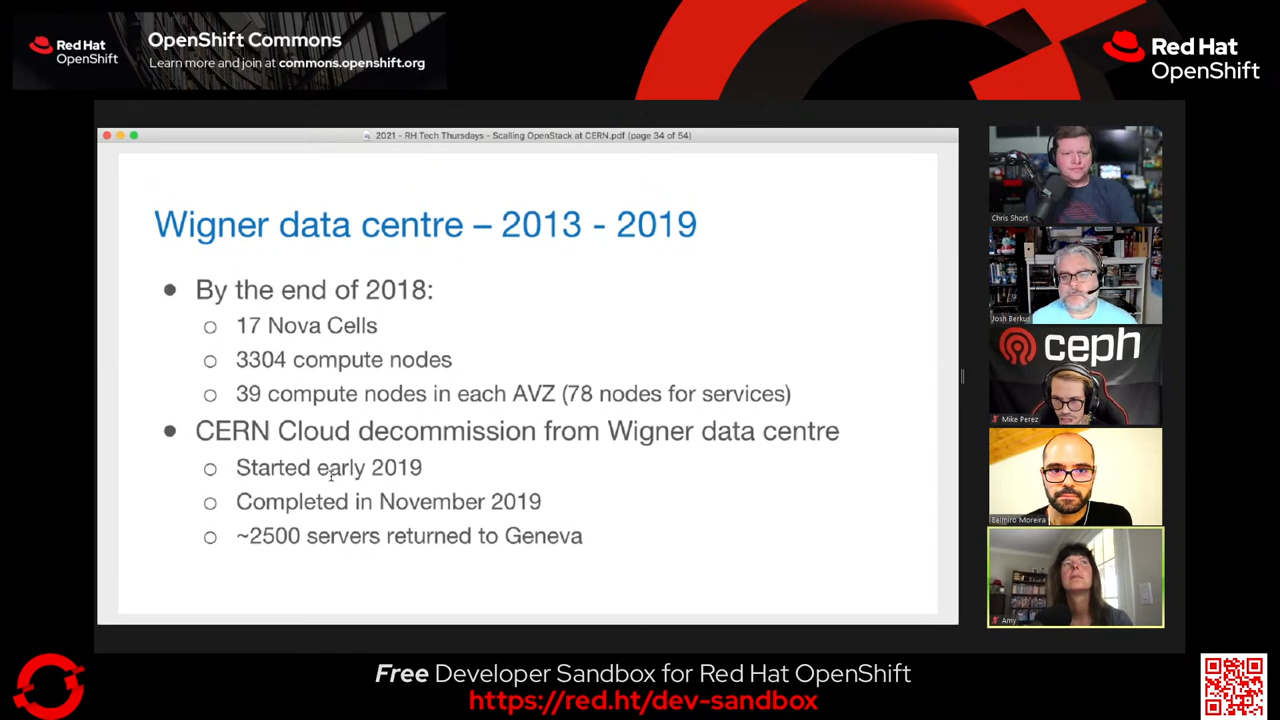 Red Hat
OpenShift
OpenShift Commons
Learn more and join at commons.openshift.org
Red Hat
OpenShift
2021 - RH Tech Thursdays - Scalling OpenStack at CERN.pdf (page 34 of 54)
Wigner data centre – 2013 - 2019
By the end of 2018:
17 Nova Cells
3304 compute nodes
39 compute nodes in each AVZ (78 nodes for services)
CERN Cloud decommission from Wigner data centre
Started early 2019
Completed in November 2019
~2500 servers returned to Geneva
Chris Short
Josh Berkus
ceph
Mike Perez
Belmiro Moreira
Amy
Free Developer Sandbox for Red Hat OpenShift
https://red.ht/dev-sandbox